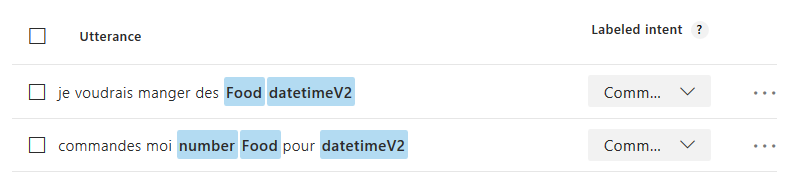 Utterance Labeled intent ?
je voudrais manger des Food datetimeV2 Comm... ...
commandes moi number Food pour datetimeV2 Comm... ...